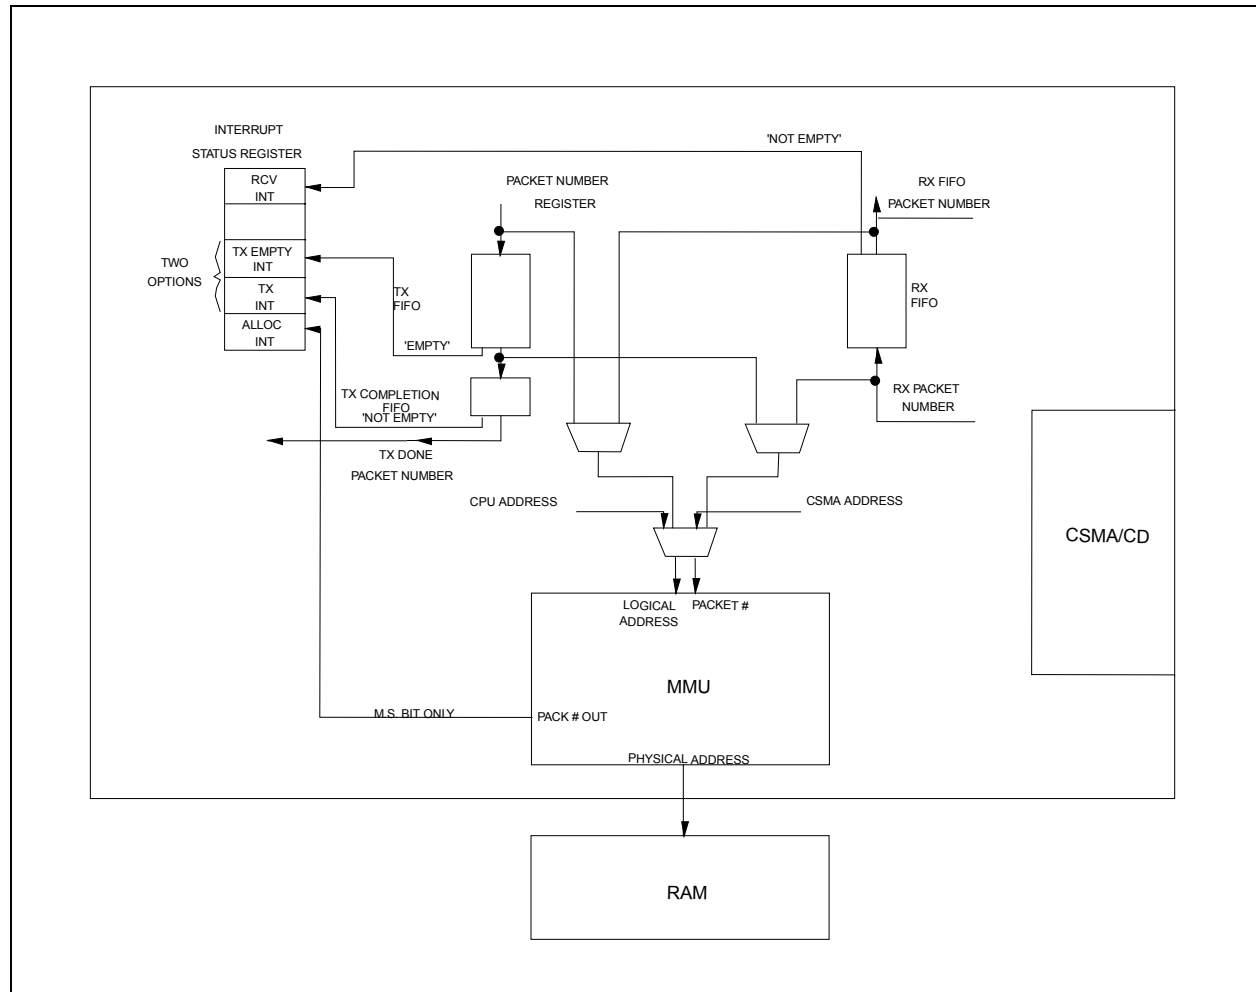 INTERRUPT
STATUS REGISTER
RCV
INT
TX EMPTY
INT
TX
INT
ALLOC
INT
TWO
OPTIONS
'NOT EMPTY'
PACKET NUMBER
REGISTER
RX FIFO
PACKET NUMBER
TX
FIFO
RX
FIFO
'EMPTY'
TX COMPLETION
FIFO
'NOT EMPTY'
TX DONE
PACKET NUMBER
RX PACKET
NUMBER
CPU ADDRESS
CSMA ADDRESS
CSMA/CD
LOGICAL
ADDRESS
PACKET #
MMU
M.S. BIT ONLY
PACK # OUT
PHYSICAL ADDRESS
RAM